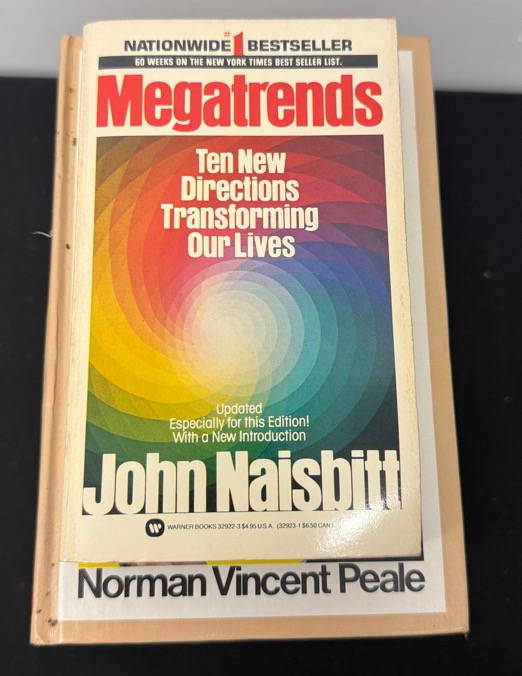 NATIONWIDE #1 BESTSELLER
60 WEEKS ON THE NEW YORK TIMES BEST SELLER LIST.
Megatrends
Ten New
Directions
Transforming
Our Lives
Updated
Especially for this Edition!
With a New Introduction
John Naisbitt
W WARNER BOOKS 32922-3 $4.95 U.S.A. (32923-1 $6.50 CAN.)
Norman Vincent Peale